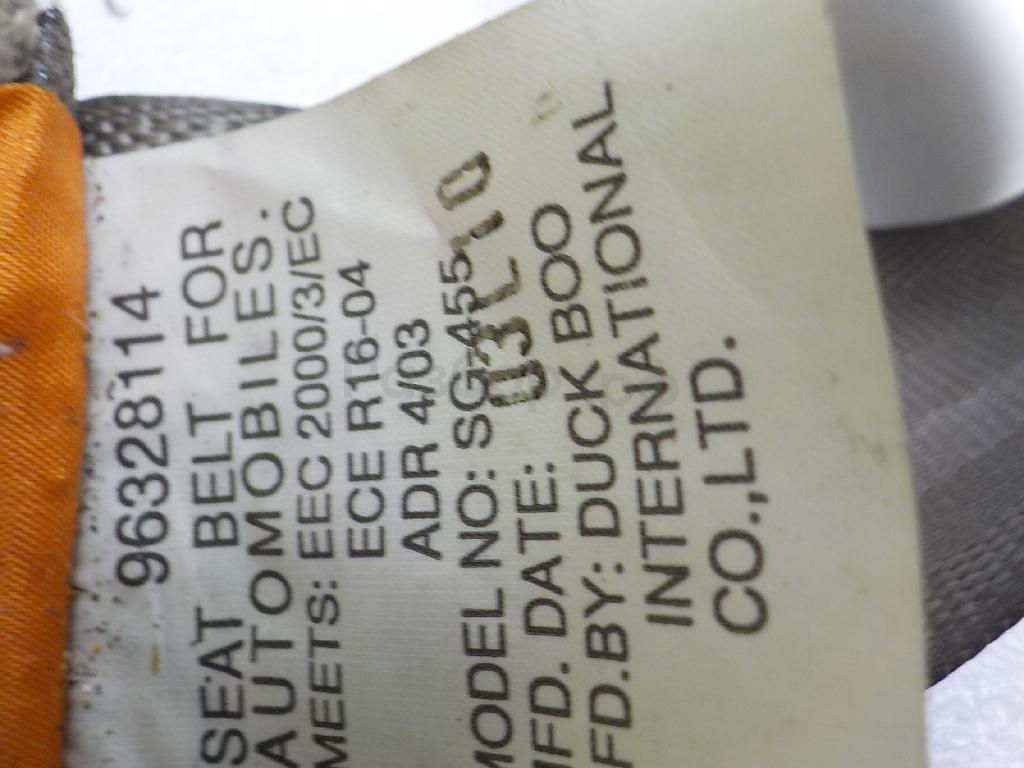 96328114
SEAT BELT FOR
AUTOMOBILES.
MEETS: EEC 2000/3/EC
ECE R16-04
ADR 4/03
MODEL NO: SG-455
MFD. DATE:
MFD.BY: DUCK BOO
INTERNATIONAL
CO.,LTD.